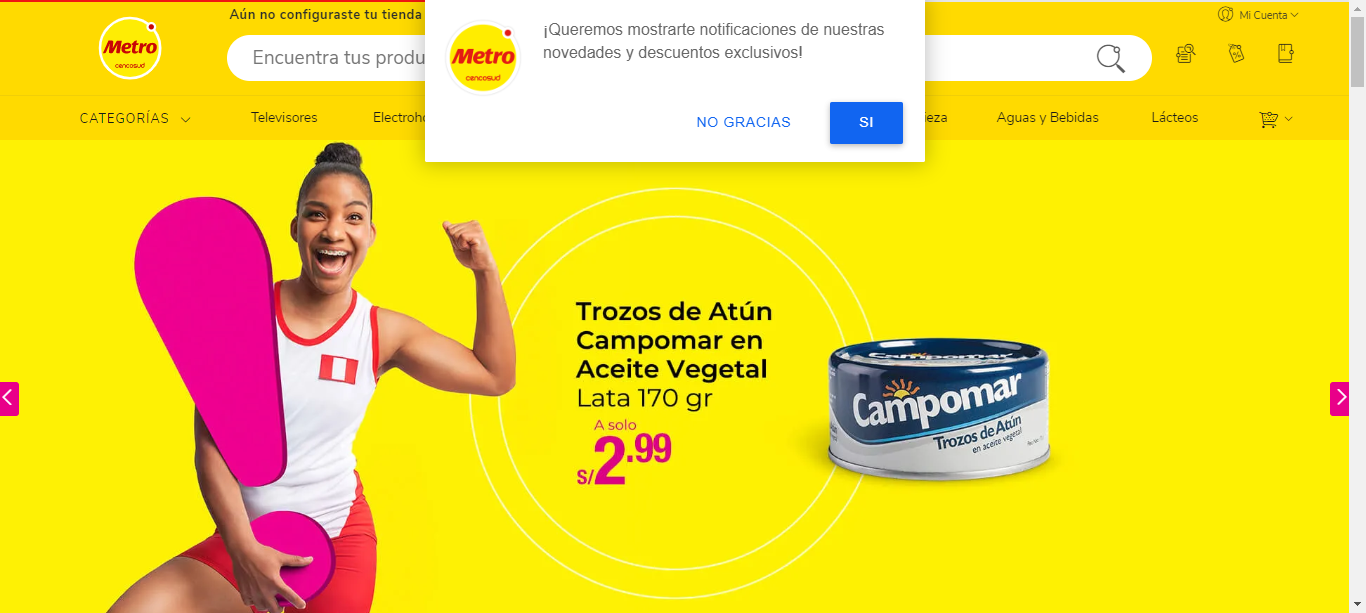 Aún no configuraste tu tienda
Metro
cencosud
Encuentra tus produ
Metro
cencosud
¡Queremos mostrarte notificaciones de nuestras
novedades y descuentos exclusivos!
NO GRACIAS
SI
Mi Cuenta
CATEGORÍAS
Televisores
Electroho
ieza
Aguas y Bebidas
Lácteos
Trozos de Atún
Campomar en
Aceite Vegetal
Lata 170 gr
A solo
S/2.99
Campomar
Campomar
Trozos de Atún
en aceite vegetal